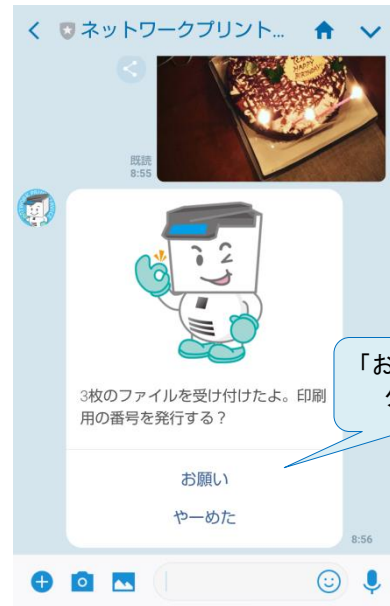 ネットワークプリント...
既読
8:55
3枚のファイルを受け付けたよ。印刷
用の番号を発行する？
「お
お願い
やーめた
8:56